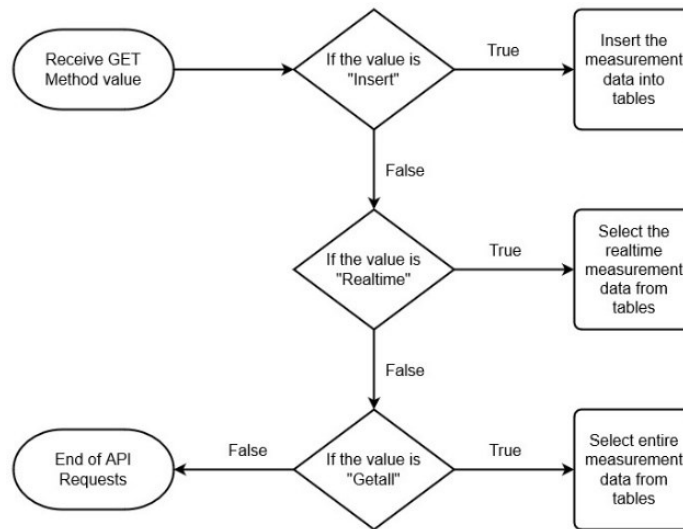 Receive GET
Method value
If the value is
"Insert"
True
Insert the
measurement
data into
tables
False
If the value is
"Realtime"
True
Select the
realtime
measurement
data from
tables
False
End of API
Requests
False
If the value is
"Getall"
True
Select entire
measurement
data from
tables